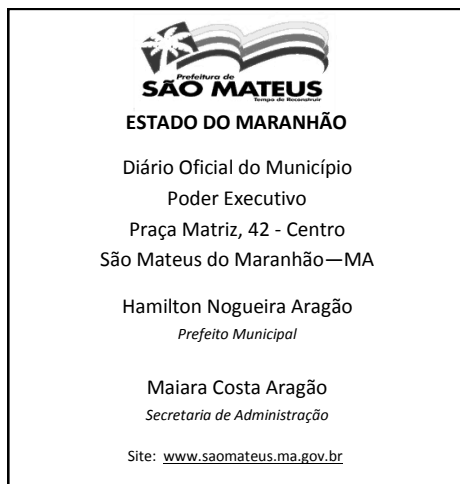 Prefeitura de
SÃO MATEUS
Tempo de Reconstruir
ESTADO DO MARANHÃO
Diário Oficial do Município
Poder Executivo
Praça Matriz, 42 - Centro
São Mateus do Maranhão—MA
Hamilton Nogueira Aragão
Prefeito Municipal
Maiara Costa Aragão
Secretaria de Administração
Site: www.saomateus.ma.gov.br